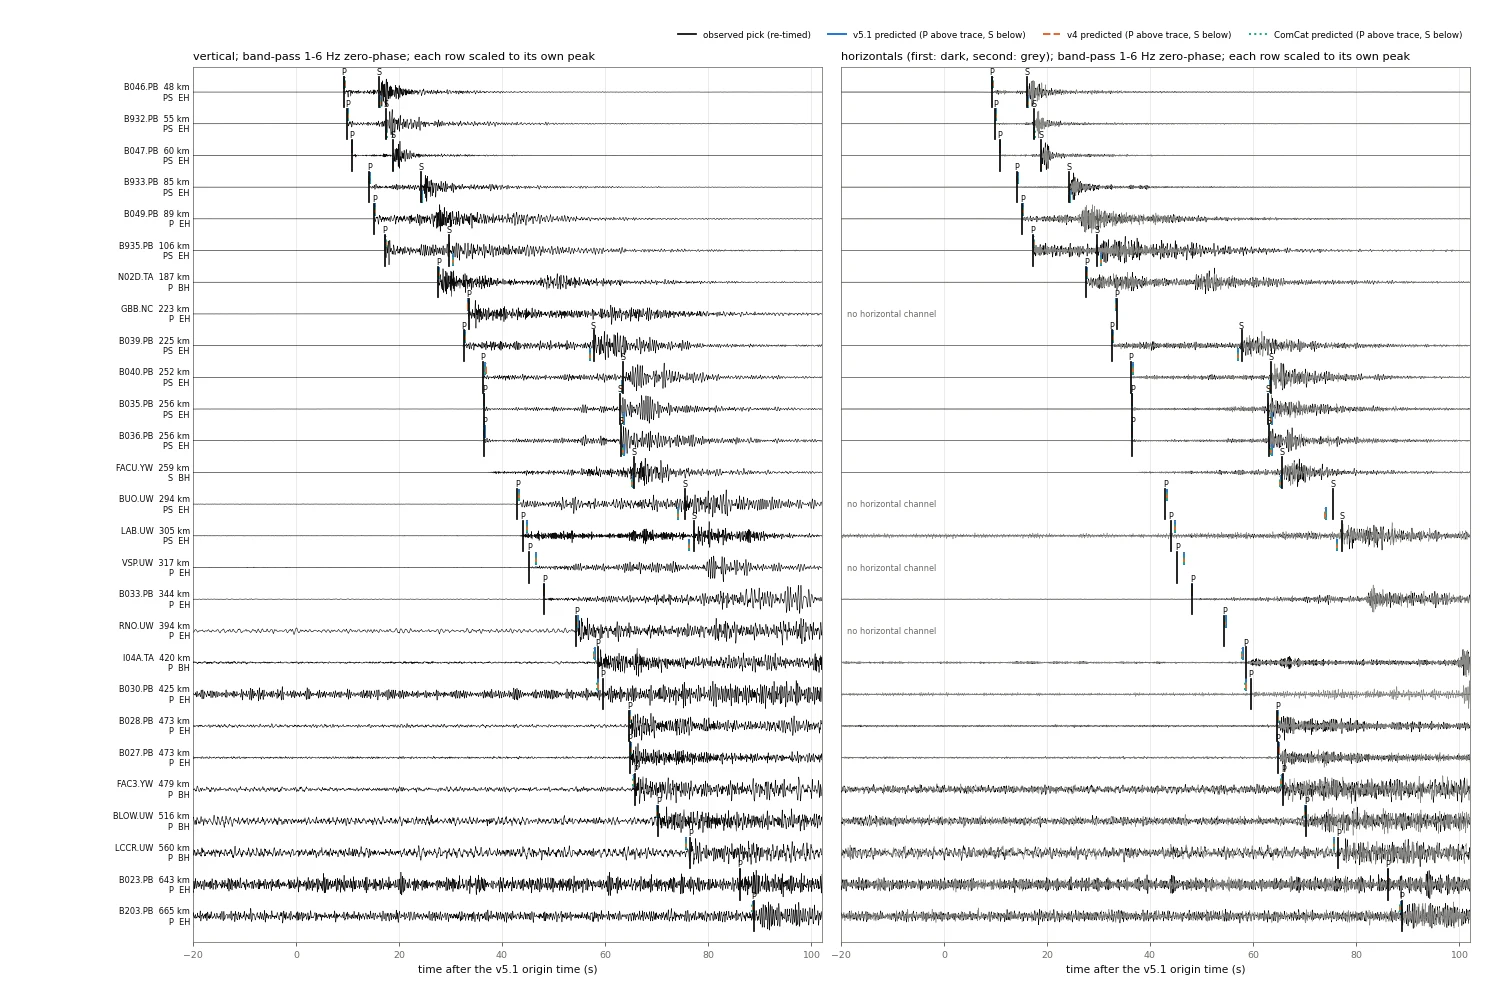 observed pick (re-timed) v5.1 predicted (P above trace, S below) v4 predicted (P above trace, S below) ComCat predicted (P above trace, S below)
vertical; band-pass 1-6 Hz zero-phase; each row scaled to its own peak
horizontals (first: dark, second: grey); band-pass 1-6 Hz zero-phase; each row scaled to its own peak
B046.PB 48 km
PS EH
B932.PB 55 km
PS EH
B047.PB 60 km
PS EH
B933.PB 85 km
PS EH
B049.PB 89 km
P EH
B935.PB 106 km
PS EH
N02D.TA 187 km
P BH
GBB.NC 223 km
P EH
no horizontal channel
B039.PB 225 km
PS EH
B040.PB 252 km
PS EH
B035.PB 256 km
PS EH
B036.PB 256 km
PS EH
FACU.YW 259 km
S BH
BUO.UW 294 km
PS EH
no horizontal channel
LAB.UW 305 km
PS EH
VSP.UW 317 km
P EH
no horizontal channel
B033.PB 344 km
P EH
RNO.UW 394 km
P EH
no horizontal channel
I04A.TA 420 km
P BH
B030.PB 425 km
P EH
B028.PB 473 km
P EH
B027.PB 473 km
P EH
FAC3.YW 479 km
P BH
BLOW.UW 516 km
P BH
LCCR.UW 560 km
P BH
B023.PB 643 km
P EH
B203.PB 665 km
P EH
−20 0 20 40 60 80 100
−20 0 20 40 60 80 100
time after the v5.1 origin time (s)
time after the v5.1 origin time (s)